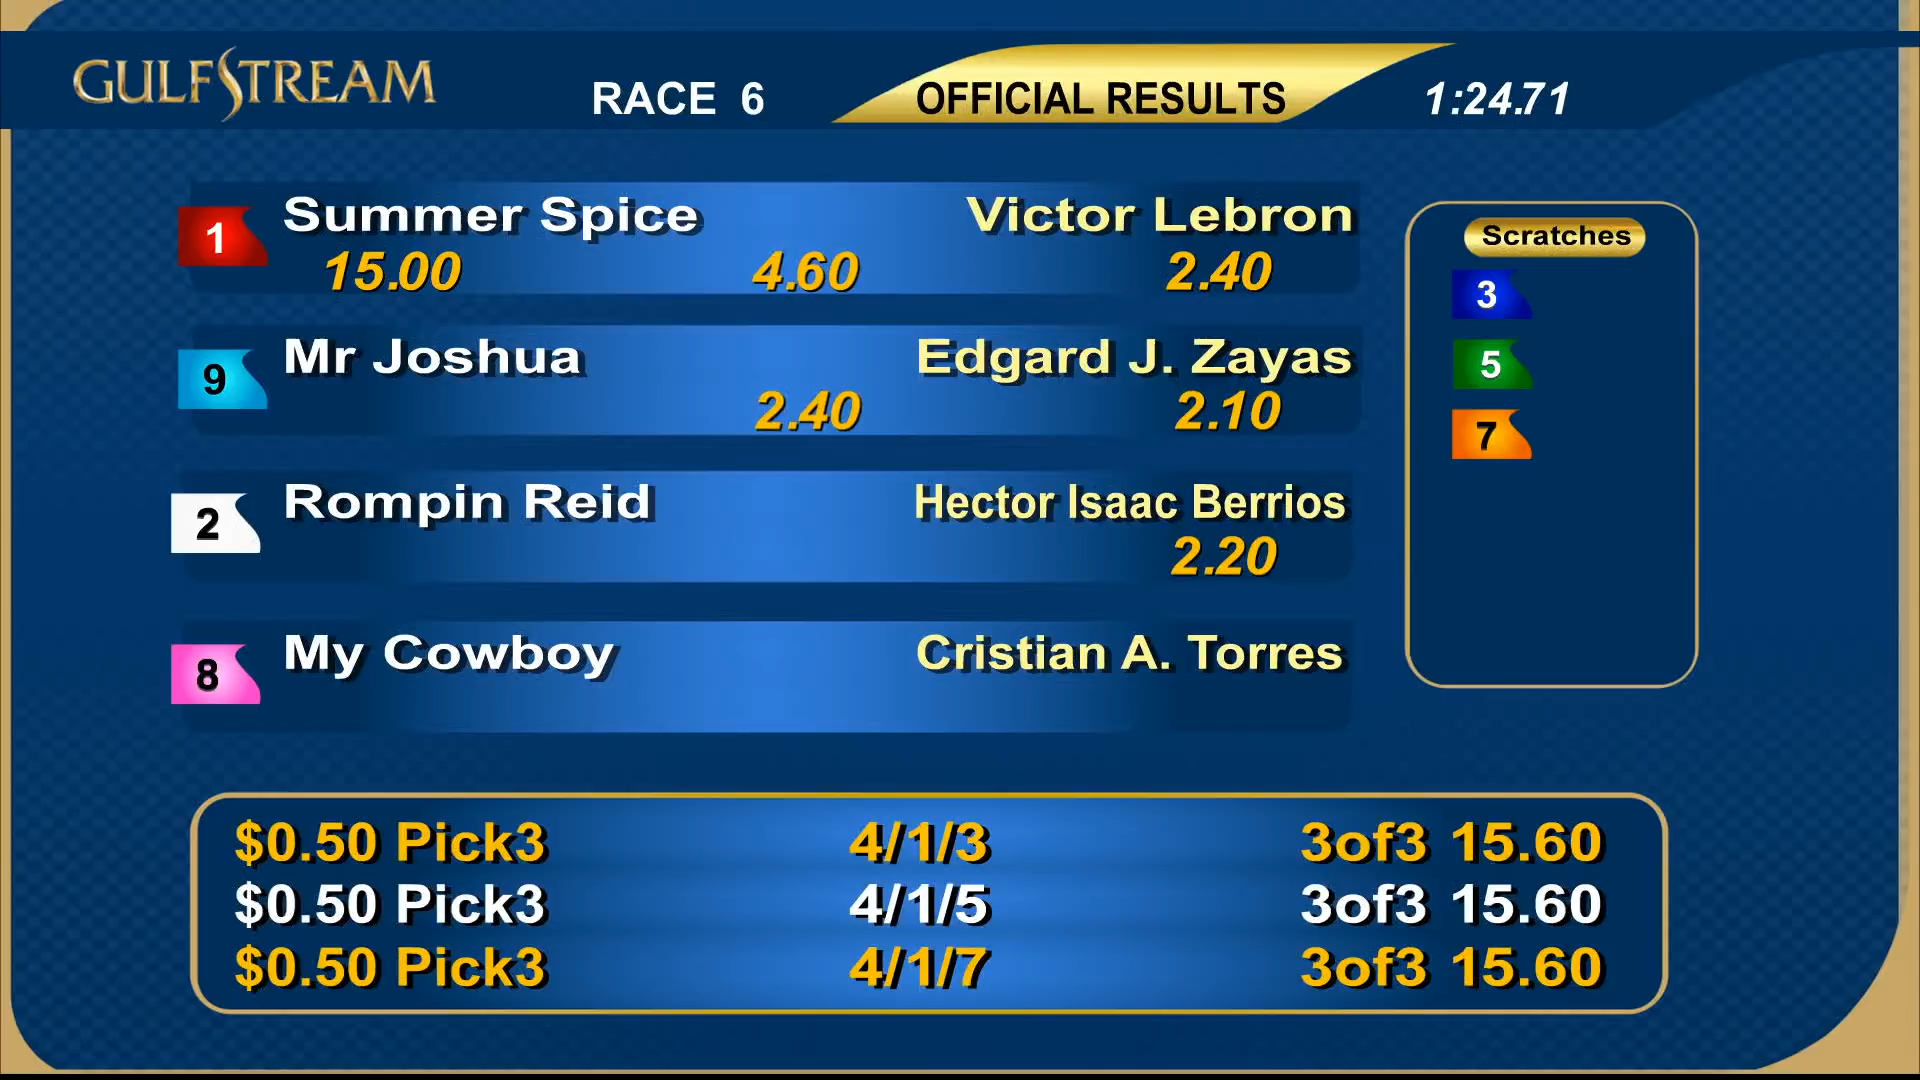 GULFSTREAM RACE 6 OFFICIAL RESULTS 1:24.71
1 Summer Spice Victor Lebron
15.00 4.60 2.40
9 Mr Joshua Edgard J. Zayas
2.40 2.10
2 Rompin Reid Hector Isaac Berrios
2.20
8 My Cowboy Cristian A. Torres
Scratches
3
5
7
$0.50 Pick3 4/1/3 3of3 15.60
$0.50 Pick3 4/1/5 3of3 15.60
$0.50 Pick3 4/1/7 3of3 15.60